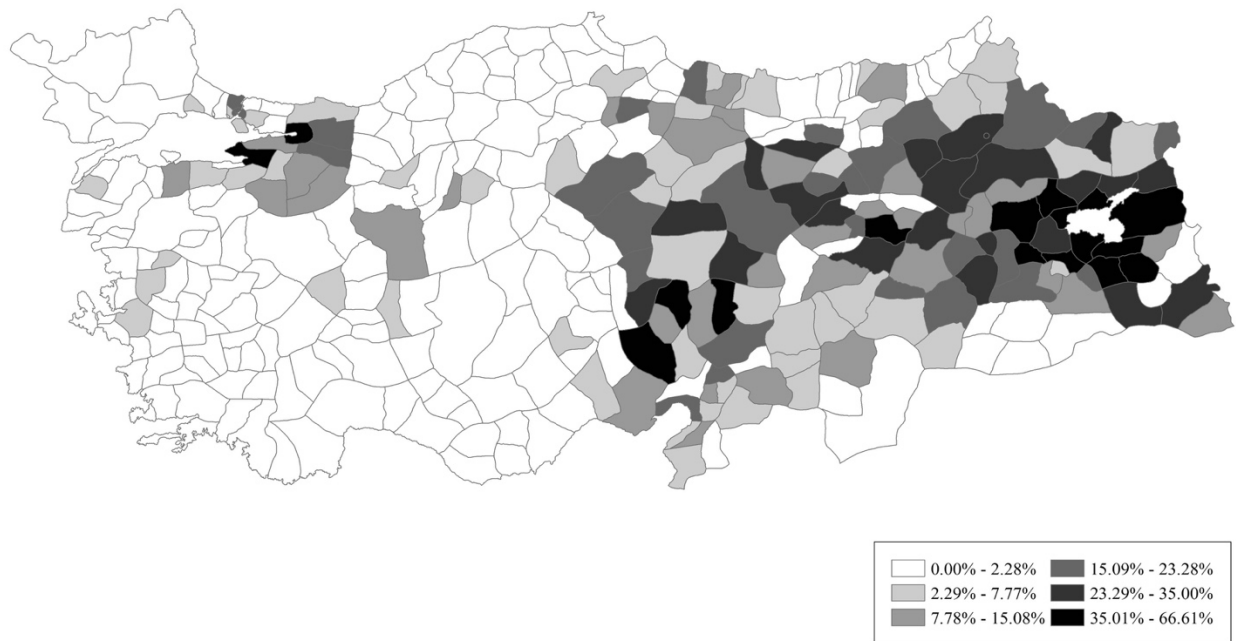 0.00% - 2.28%
2.29% - 7.77%
7.78% - 15.08%
15.09% - 23.28%
23.29% - 35.00%
35.01% - 66.61%